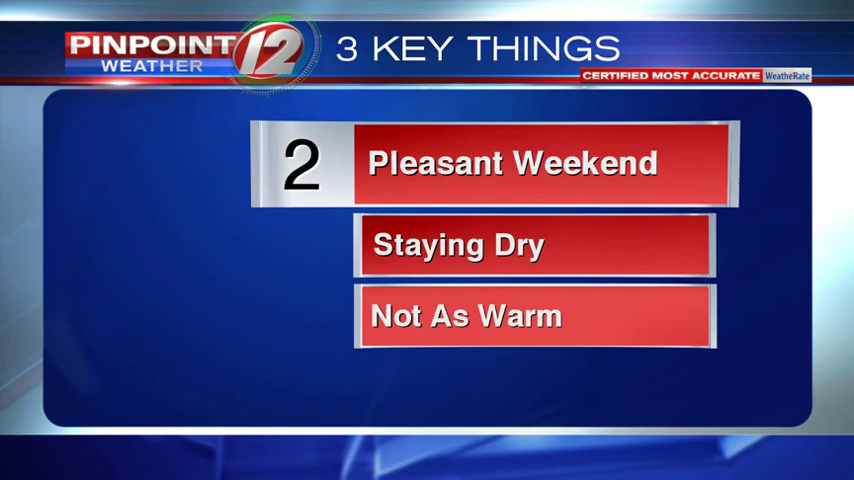 PINPOINT
WEATHER
12
3 KEY THINGS
CERTIFIED MOST ACCURATE WeatheRate
2 Pleasant Weekend
Staying Dry
Not As Warm